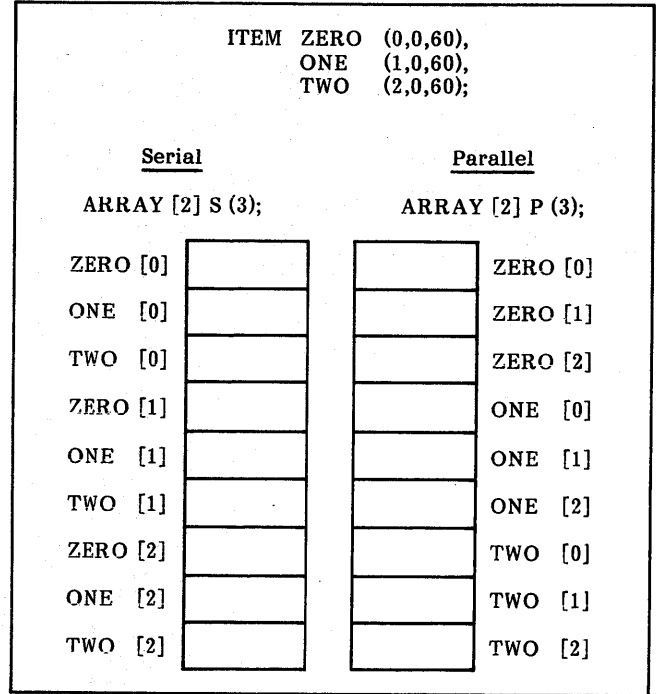 ITEM ZERO (0,0,60),
ONE (1,0,60),
TWO (2,0,60);
Serial
ARRAY [2] S (3);
ZERO [0]
ONE [0]
TWO [0]
ZERO [1]
ONE [1]
TWO [1]
ZERO [2]
ONE [2]
TWO [2]
Parallel
ARRAY [2] P (3);
ZERO [0]
ZERO [1]
ZERO [2]
ONE [0]
ONE [1]
ONE [2]
TWO [0]
TWO [1]
TWO [2]